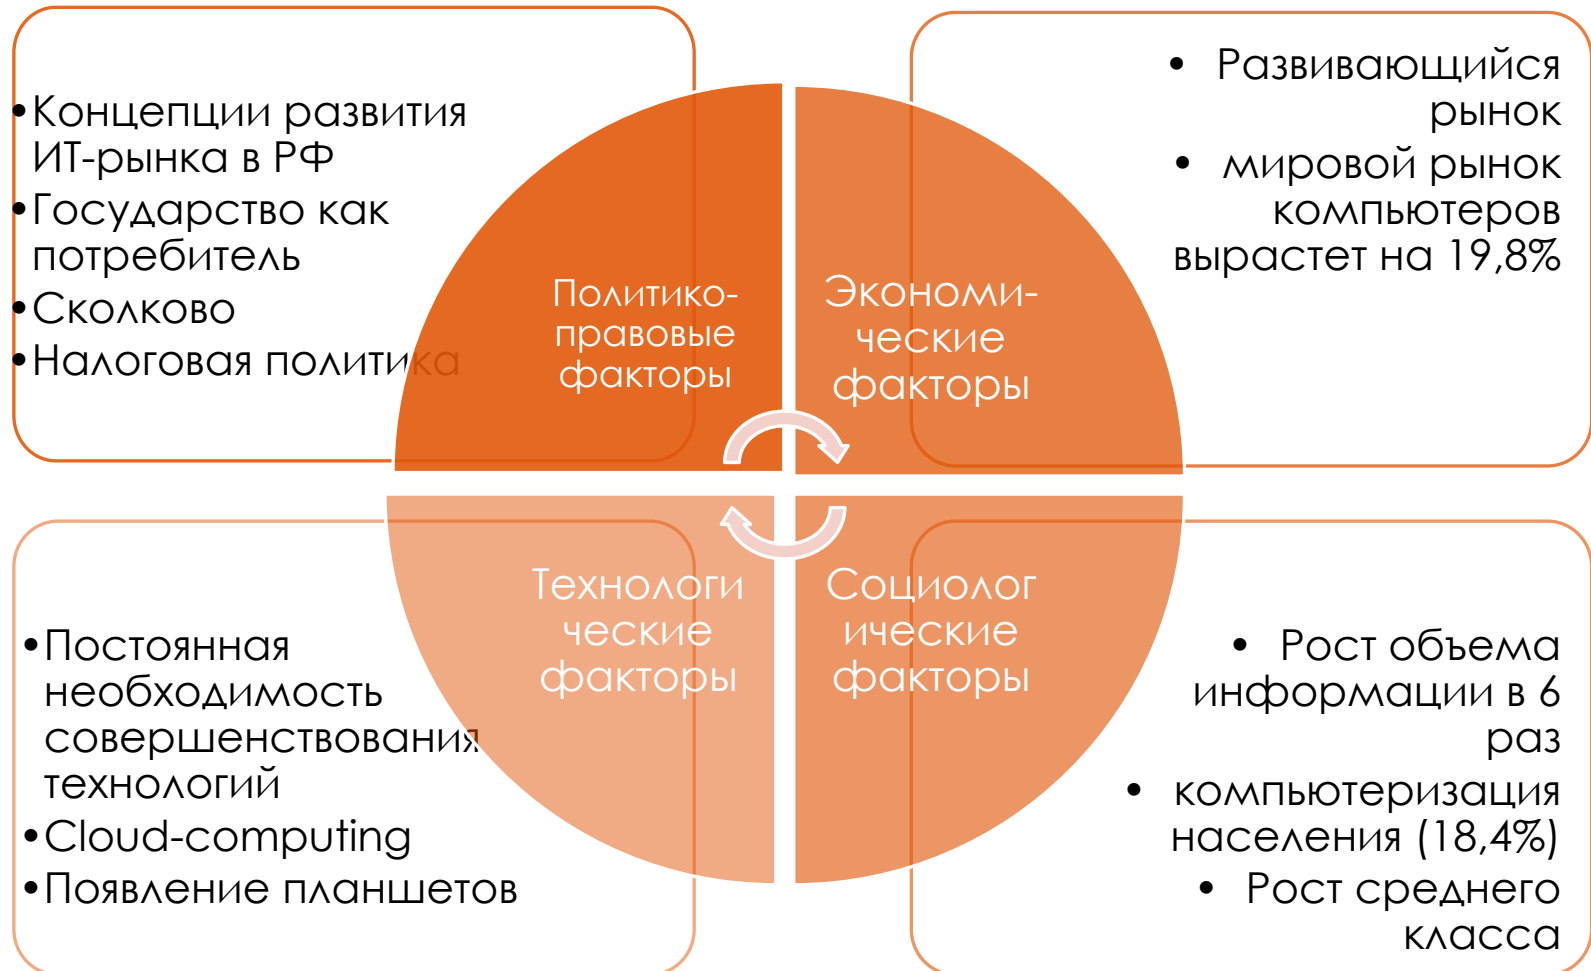 •Концепции развития
ИТ-рынка в РФ
•Государство как
потребитель
•Сколково
•Налоговая политика
Политико-
правовые
факторы
Экономи-
ческие
факторы
• Развивающийся
рынок
• мировой рынок
компьютеров
вырастет на 19,8%
•Постоянная
необходимость
совершенствования
технологий
•Cloud-computing
•Появление планшетов
Технологи
ческие
факторы
Социолог
ические
факторы
• Рост объема
информации в 6
раз
• компьютеризация
населения (18,4%)
• Рост среднего
класса